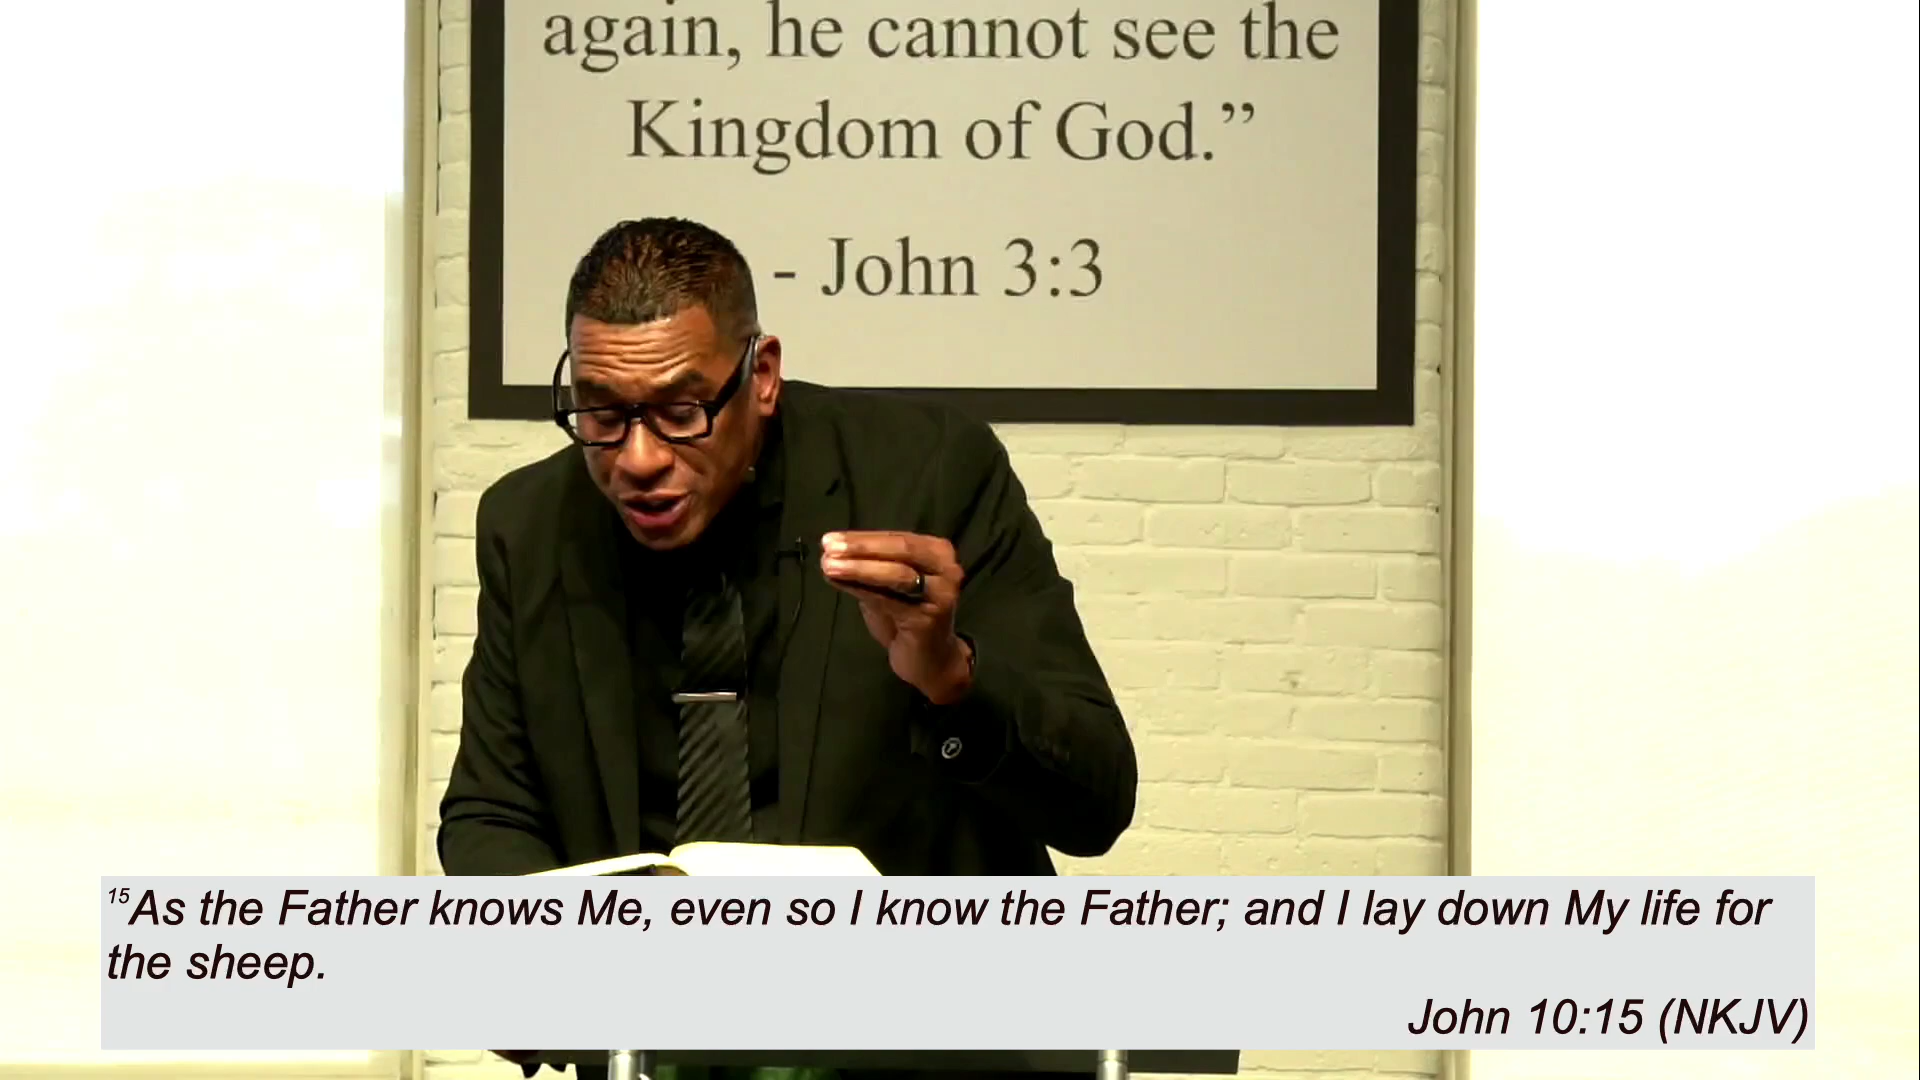 again, he cannot see the
Kingdom of God.”
- John 3:3
15As the Father knows Me, even so I know the Father; and I lay down My life for
the sheep.
John 10:15 (NKJV)